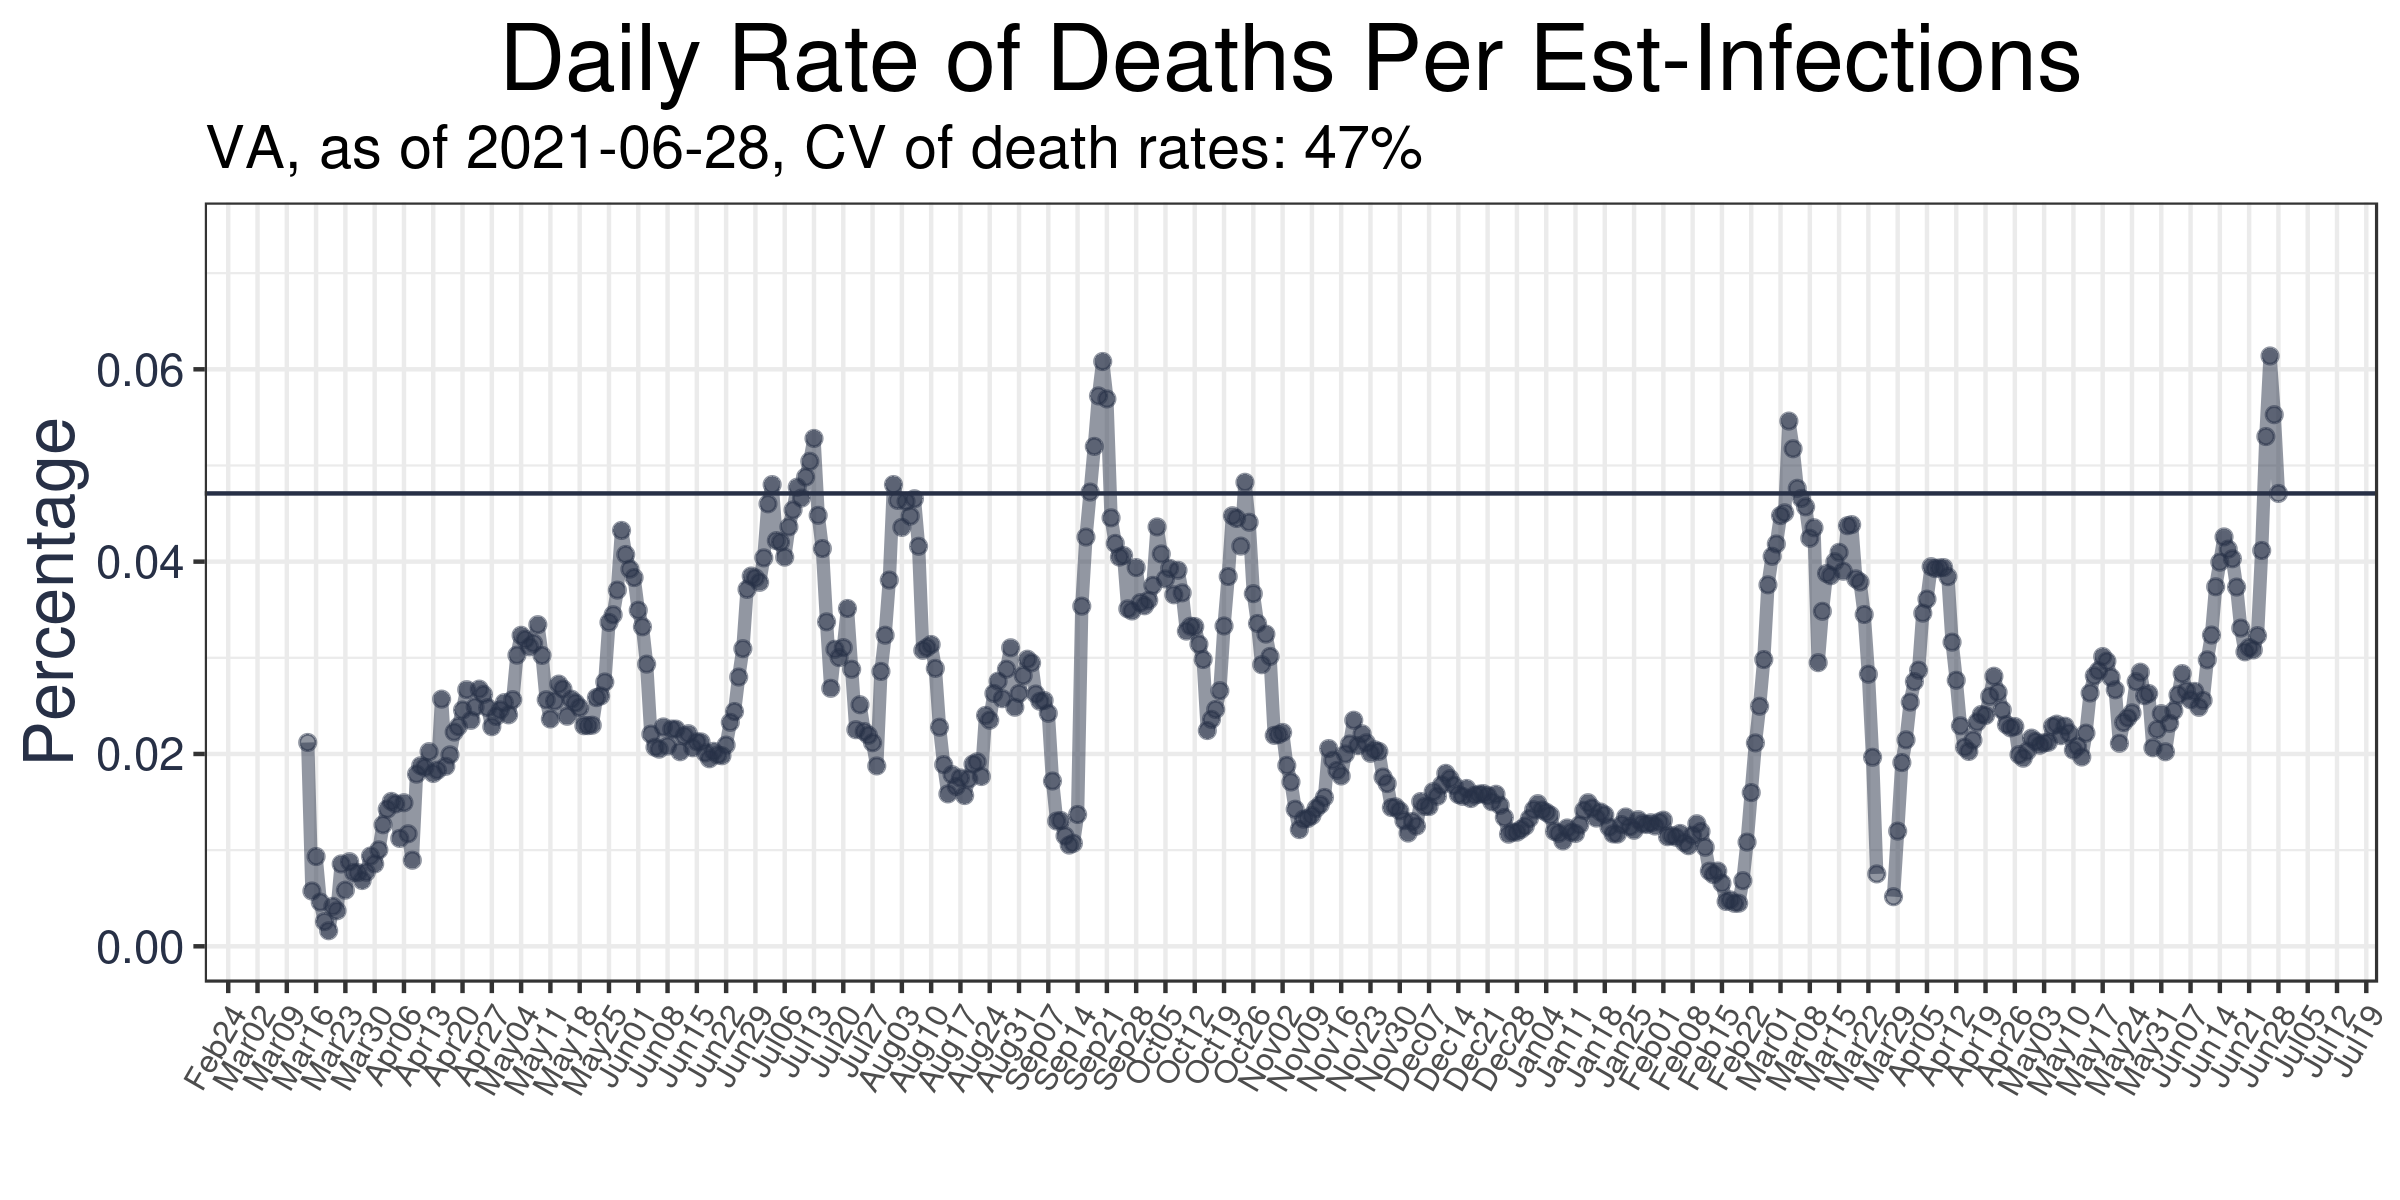 Daily Rate of Deaths Per Est-Infections
VA, as of 2021-06-28, CV of death rates: 47%
Percentage
0.06
0.04
0.02
0.00
Feb24
Mar02
Mar09
Mar16
Mar23
Mar30
Apr06
Apr13
Apr20
Apr27
May04
May11
May18
May25
Jun01
Jun08
Jun15
Jun22
Jun29
Jul06
Jul13
Jul20
Jul27
Aug03
Aug10
Aug17
Aug24
Aug31
Sep07
Sep14
Sep21
Sep28
Oct05
Oct12
Oct19
Oct26
Nov02
Nov09
Nov16
Nov23
Nov30
Dec07
Dec14
Dec21
Dec28
Jan04
Jan11
Jan18
Jan25
Feb01
Feb08
Feb15
Feb22
Mar01
Mar08
Mar15
Mar22
Mar29
Apr05
Apr12
Apr19
Apr26
May03
May10
May17
May24
May31
Jun07
Jun14
Jun21
Jun28
Jul05
Jul12
Jul19